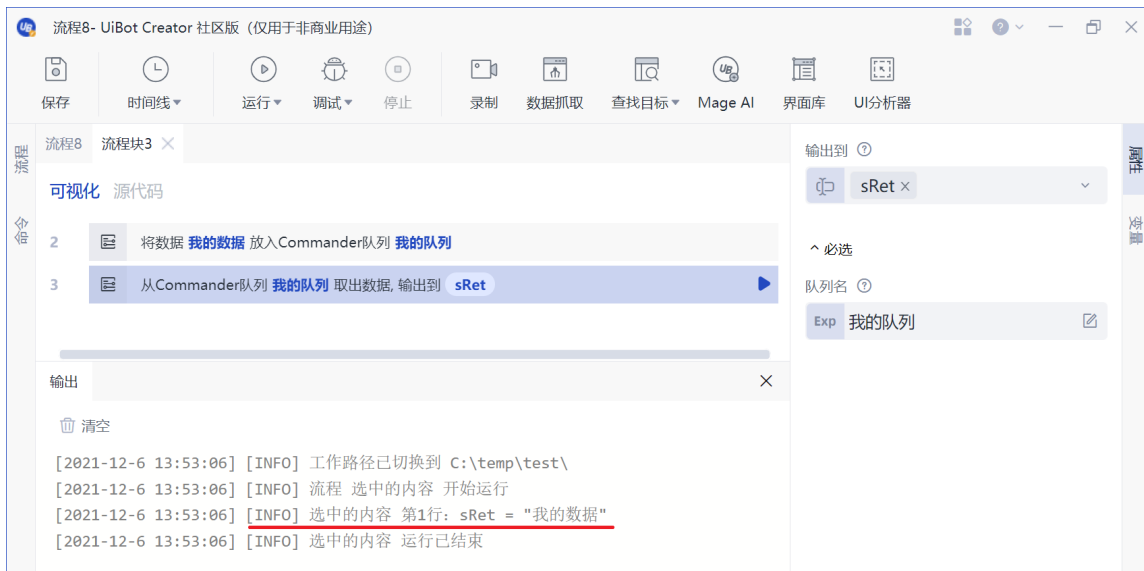 流程8- UiBot Creator 社区版（仅用于非商业用途）
保存 时间线 运行 调试 停止 录制 数据抓取 查找目标 Mage AI 界面库 UI分析器
流程
命令
流程8 流程块3
可视化 源代码
2 将数据 我的数据 放入Commander队列 我的队列
3 从Commander队列 我的队列 取出数据, 输出到 sRet
输出
清空
[2021-12-6 13:53:06] [INFO] 工作路径已切换到 C:\temp\test\
[2021-12-6 13:53:06] [INFO] 流程 选中的内容 开始运行
[2021-12-6 13:53:06] [INFO] 选中的内容 第1行: sRet = "我的数据"
[2021-12-6 13:53:06] [INFO] 选中的内容 运行已结束
输出到
sRet
必选
队列名
Exp 我的队列
属性
变量